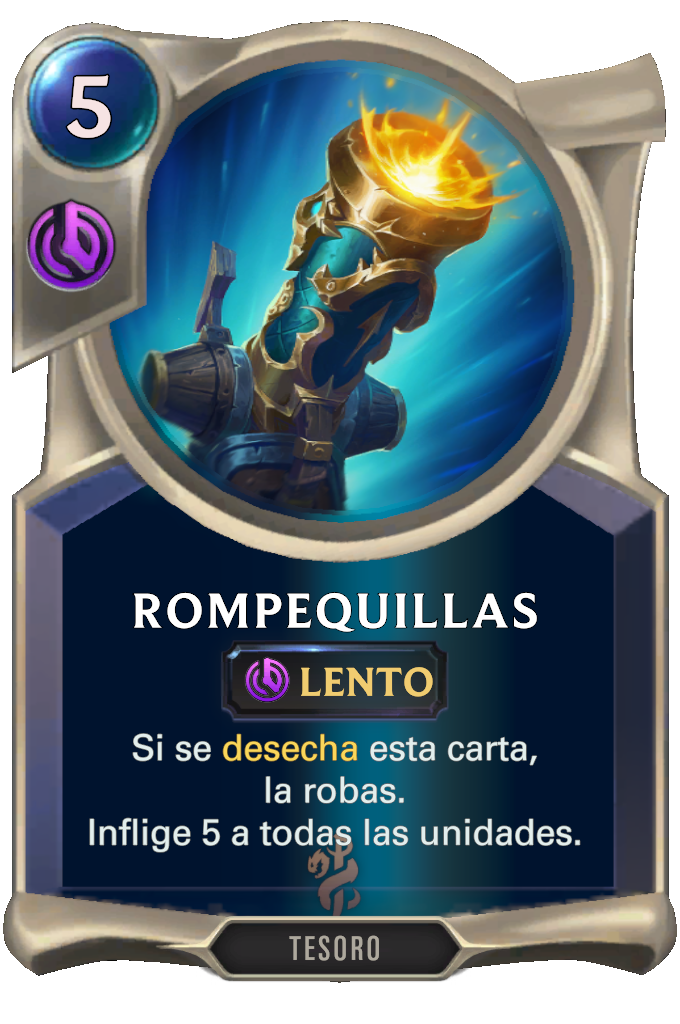 5
ROMPEQUILLAS
LENTO
Si se desecha esta carta,
la robas.
Inflige 5 a todas las unidades.
TESORO